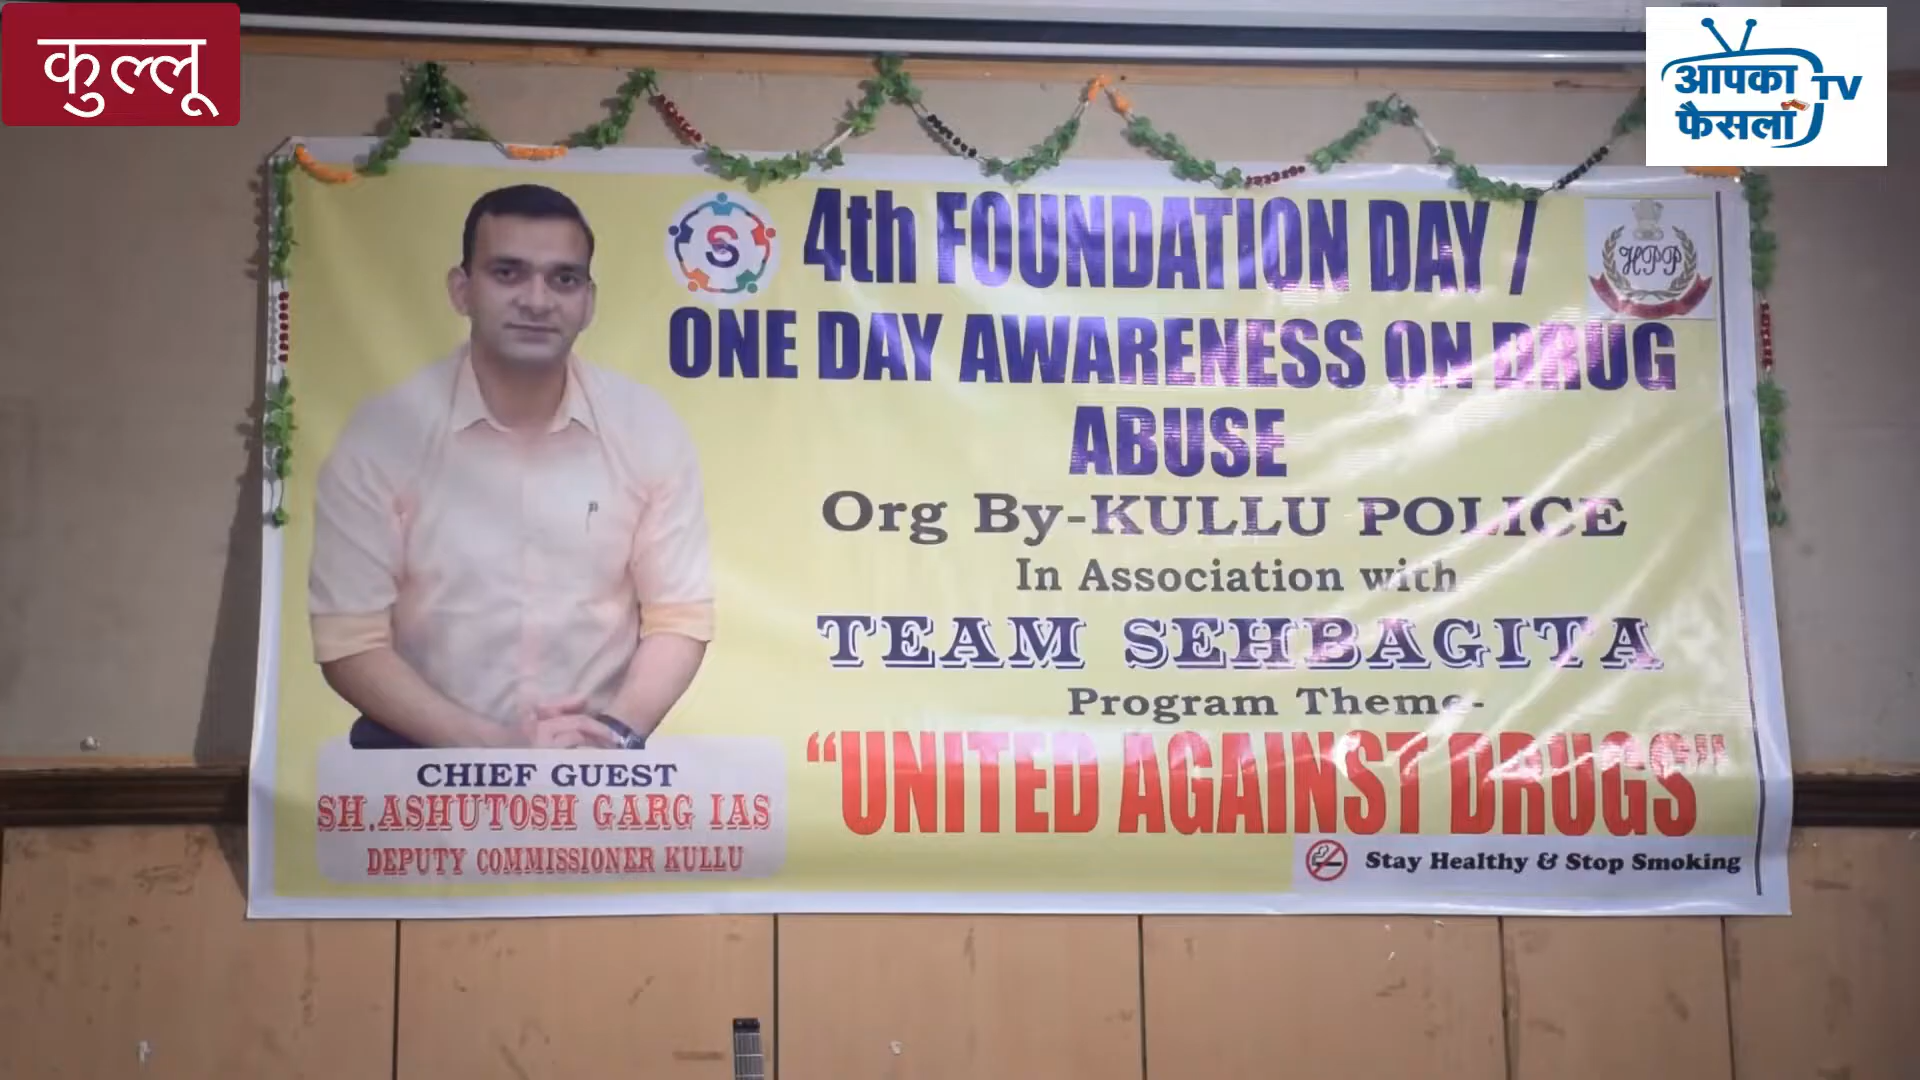 कुल्लू
आपका
फैसला TV
S
4th FOUNDATION DAY /
HPP
ONE DAY AWARENESS ON DRUG
ABUSE
Org By-KULLU POLICE
In Association with
TEAM SEHBAGITA
Program Theme-
"UNITED AGAINST DRUGS"
CHIEF GUEST
SH.ASHUTOSH GARG IAS
DEPUTY COMMISSIONER KULLU
Stay Healthy & Stop Smoking